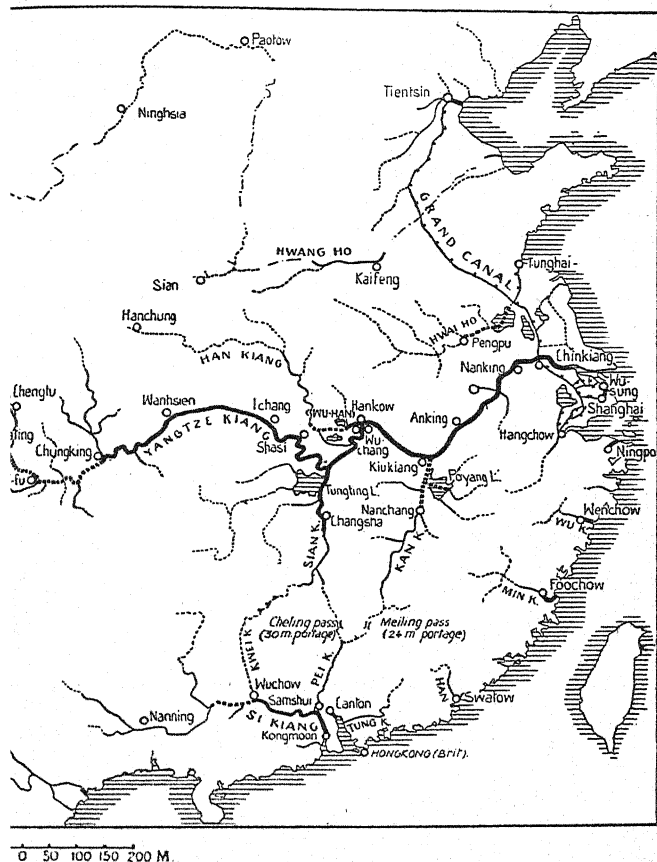 Paotow
Ninghsia
Tientsin
GRAND CANAL
HWANG HO
Kaifeng
Sian
Tunghai
Hanchung
HAN KIANG
HWAI HO
Pengpu
Nanking
Chinkiang
Wu-
sung
Shanghai
Chengtu
Wanhsien
Ichang
WU-HAN
Hankow
Anking
Hangchow
Chungking
YANGTZE KIANG
Shasi
Wu-
chang
Kiukiang
Ningpo
-fu
Tungting L.
Poyang L.
Changsha
Nanchang
Wenchow
WU K.
SIAN K.
KAN K.
Foochow
MIN K.
Cheling pass
(30 m. portage)
Meiling pass
(24 m. portage)
KWEI K.
PEI K.
Wuchow
Samshui
Canton
HAN
Swatow
Nanning
SI KIANG
TUNG K.
Kongmoon
HONGKONG (Brit).
0 50 100 150 200 M.